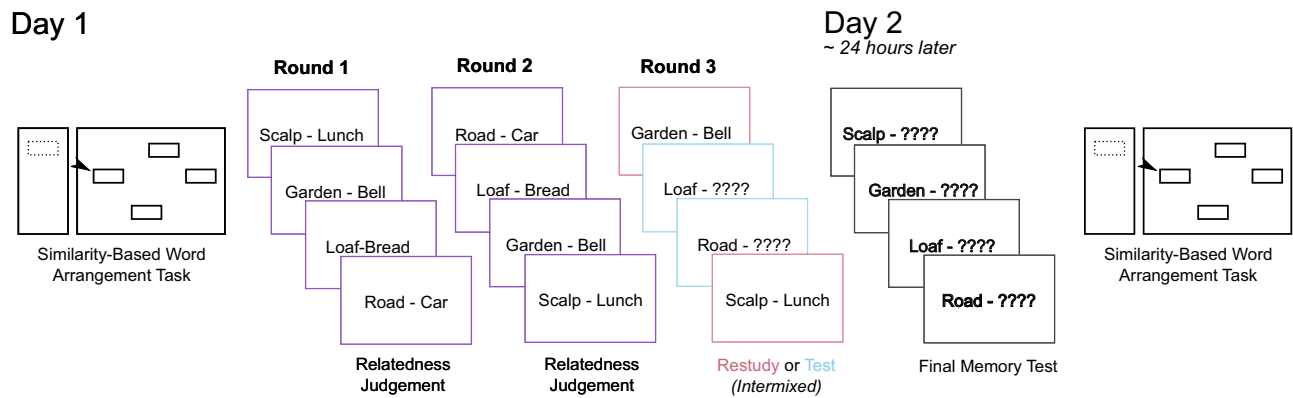 Day 1
Day 2
~ 24 hours later
Round 1
Round 2
Round 3
Similarity-Based Word
Arrangement Task
Scalp - Lunch
Garden - Bell
Loaf-Bread
Road - Car
Relatedness
Judgement
Road - Car
Loaf - Bread
Garden - Bell
Scalp - Lunch
Relatedness
Judgement
Garden - Bell
Loaf - ????
Road - ????
Scalp - Lunch
Restudy or Test
(Intermixed)
Scalp - ????
Garden - ????
Loaf - ????
Road - ????
Final Memory Test
Similarity-Based Word
Arrangement Task